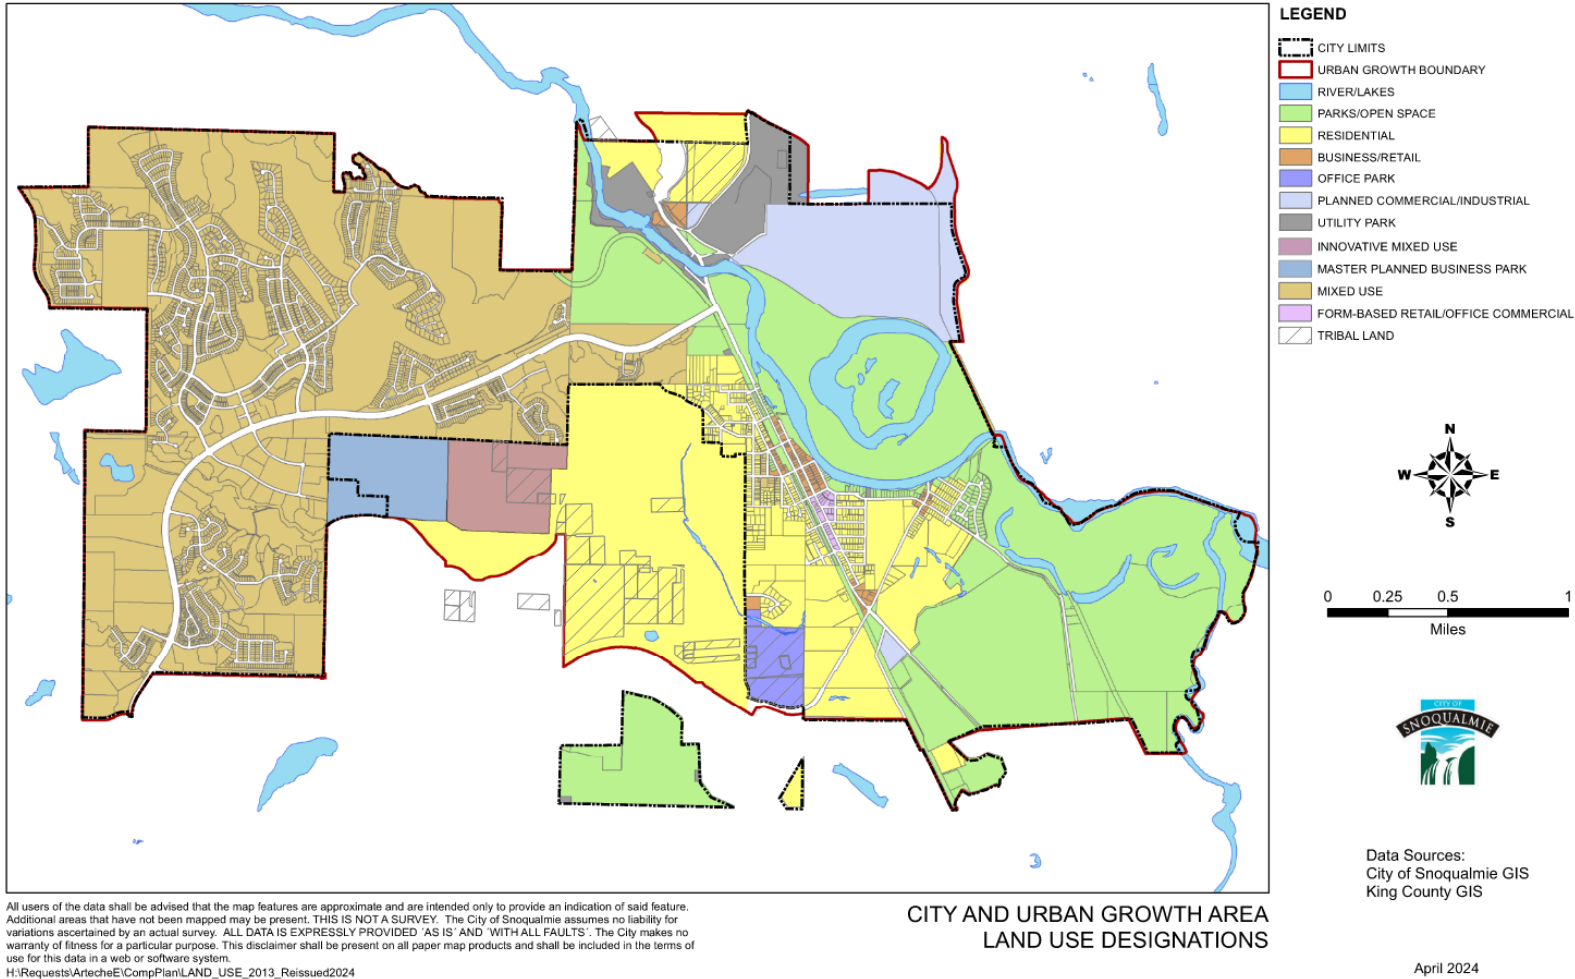 LEGEND
CITY LIMITS
URBAN GROWTH BOUNDARY
RIVER/LAKES
PARKS/OPEN SPACE
RESIDENTIAL
BUSINESS/RETAIL
OFFICE PARK
PLANNED COMMERCIAL/INDUSTRIAL
UTILITY PARK
INNOVATIVE MIXED USE
MASTER PLANNED BUSINESS PARK
MIXED USE
FORM-BASED RETAIL/OFFICE COMMERCIAL
TRIBAL LAND
N
W E
S
0 0.25 0.5 1
Miles
CITY OF
SNOQUALMIE
Data Sources:
City of Snoqualmie GIS
King County GIS
April 2024
CITY AND URBAN GROWTH AREA
LAND USE DESIGNATIONS
All users of the data shall be advised that the map features are approximate and are intended only to provide an indication of said feature.
Additional areas that have not been mapped may be present. THIS IS NOT A SURVEY. The City of Snoqualmie assumes no liability for
variations ascertained by an actual survey. ALL DATA IS EXPRESSLY PROVIDED ´AS IS´ AND ´WITH ALL FAULTS´. The City makes no
warranty of fitness for a particular purpose. This disclaimer shall be present on all paper map products and shall be included in the terms of
use for this data in a web or software system.
H:\Requests\ArtecheE\CompPlan\LAND_USE_2013_Reissued2024